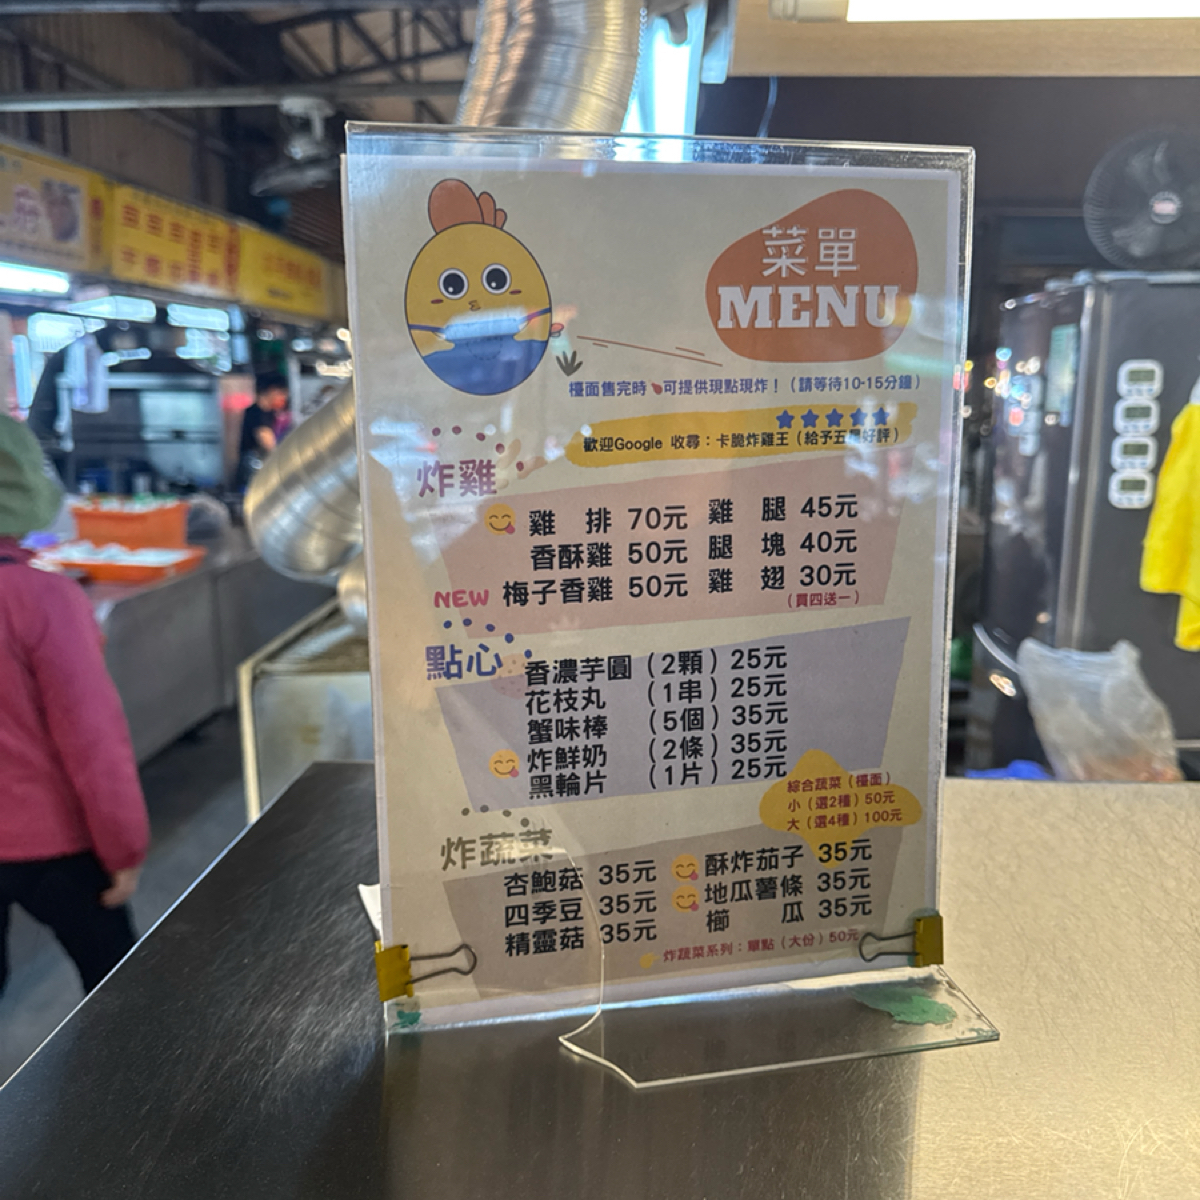 菜單
MENU
檯面售完時 可提供現點現炸！（請等待10-15分鐘）
歡迎Google 收尋：卡脆炸雞王（給予五星好評）
炸雞
雞 排 70元 雞 腿 45元
香酥雞 50元 腿 塊 40元
NEW 梅子香雞 50元 雞 翅 30元
（買四送一）
點心
香濃芋圓（2顆）25元
花枝丸（1串）25元
蟹味棒（5個）35元
炸鮮奶（2條）35元
黑輪片（1片）25元
綜合蔬菜（檯面）
小（選2種）50元
大（選4種）100元
炸蔬菜
杏鮑菇 35元 酥炸茄子 35元
四季豆 35元 地瓜薯條 35元
精靈菇 35元 櫛 瓜 35元
炸蔬菜系列：單點（大份）50元